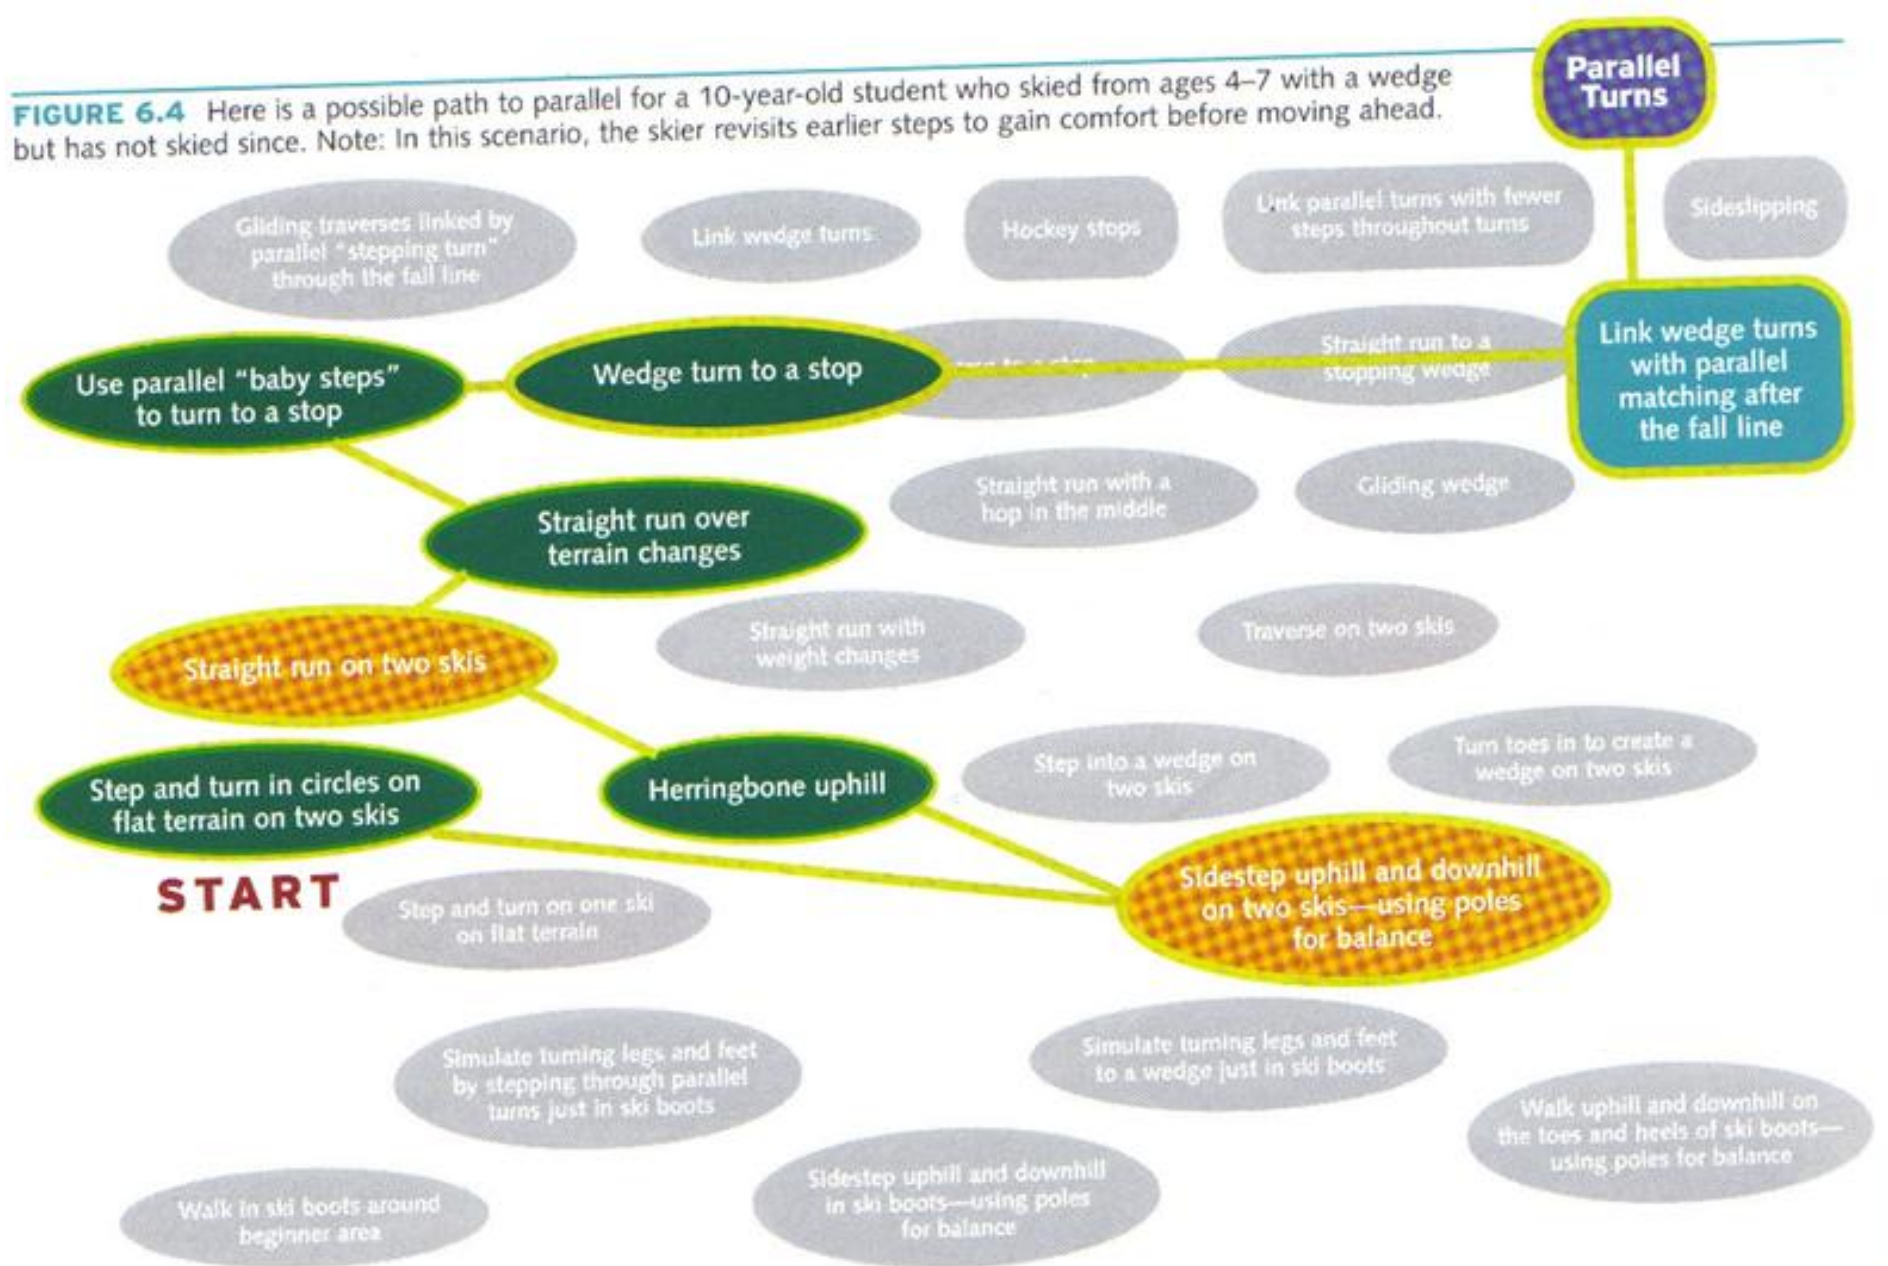 Parallel
Turns
FIGURE 6.4 Here is a possible path to parallel for a 10-year-old student who skied from ages 4–7 with a wedge
but has not skied since. Note: In this scenario, the skier revisits earlier steps to gain comfort before moving ahead.
Gliding traverses linked by
parallel "stepping turn"
through the fall line
Link wedge turns
Hockey stops
Link parallel turns with fewer
steps throughout turns
Sideslipping
Use parallel "baby steps"
to turn to a stop
Wedge turn to a stop
to a stop
Straight run to a
stopping wedge
Link wedge turns
with parallel
matching after
the fall line
Straight run over
terrain changes
Straight run with a
hop in the middle
Gliding wedge
Straight run on two skis
Straight run with
weight changes
Traverse on two skis
Step and turn in circles on
flat terrain on two skis
Herringbone uphill
Step into a wedge on
two skis
Turn toes in to create a
wedge on two skis
START
Step and turn on one ski
on flat terrain
Sidestep uphill and downhill
on two skis—using poles
for balance
Simulate turning legs and feet
by stepping through parallel
turns just in ski boots
Simulate turning legs and feet
to a wedge just in ski boots
Walk uphill and downhill on
the toes and heels of ski boots—
using poles for balance
Walk in ski boots around
beginner area
Sidestep uphill and downhill
in ski boots—using poles
for balance